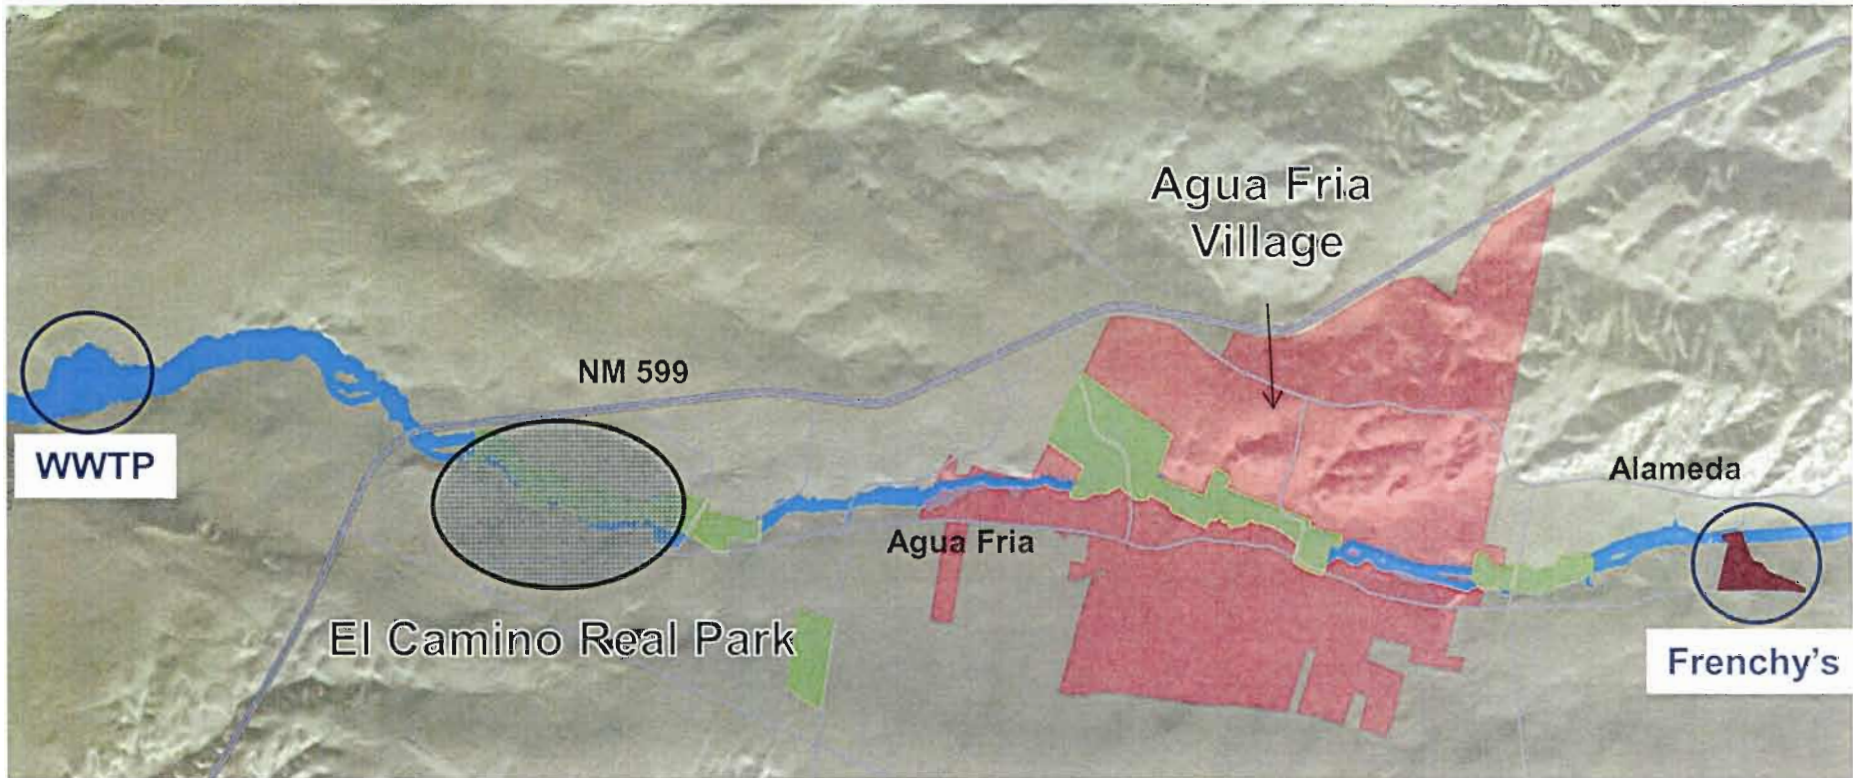 Agua Fria
Village
NM 599
WWTP
Alameda
Agua Fria
El Camino Real Park
Frenchy's